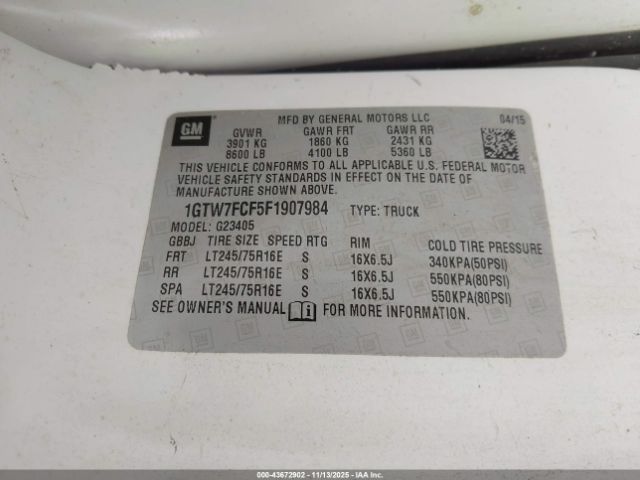 GM
MFD BY GENERAL MOTORS LLC 04/15
GVWR GAWR FRT GAWR RR
3901 KG 1860 KG 2431 KG
8600 LB 4100 LB 5360 LB
THIS VEHICLE CONFORMS TO ALL APPLICABLE U.S. FEDERAL MOTOR
VEHICLE SAFETY STANDARDS IN EFFECT ON THE DATE OF
MANUFACTURE SHOWN ABOVE.
1GTW7FCF5F1907984 TYPE: TRUCK
MODEL: G23405
GBBJ TIRE SIZE SPEED RTG RIM COLD TIRE PRESSURE
FRT LT245/75R16E S 16X6.5J 340KPA(50PSI)
RR LT245/75R16E S 16X6.5J 550KPA(80PSI)
SPA LT245/75R16E S 16X6.5J 550KPA(80PSI)
SEE OWNER'S MANUAL FOR MORE INFORMATION.
000-43672902 - 11/13/2025 - IAAI.CA